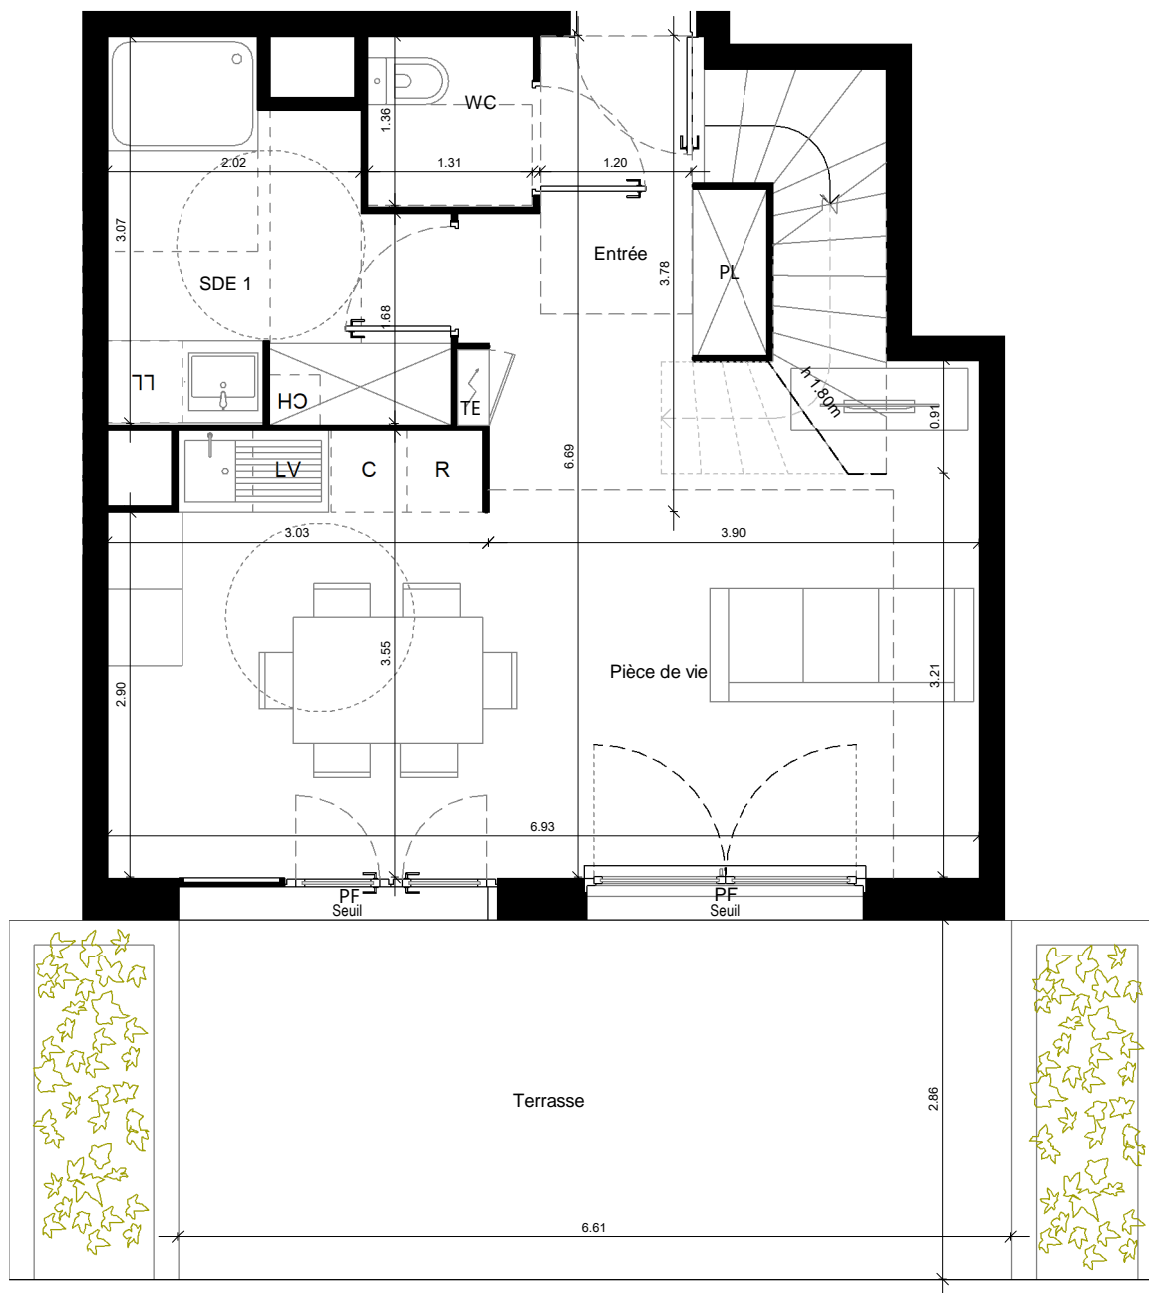 WC
1.36
2.02
1.31
1.20
3.07
Entrée
3.78
PL
SDE 1
1.68
LL
CH
TE
h 1.80m
0.91
6.69
LV
C
R
3.03
3.90
3.55
Pièce de vie
3.21
2.90
6.93
PF
Seuil
PF
Seuil
Terrasse
2.86
6.61